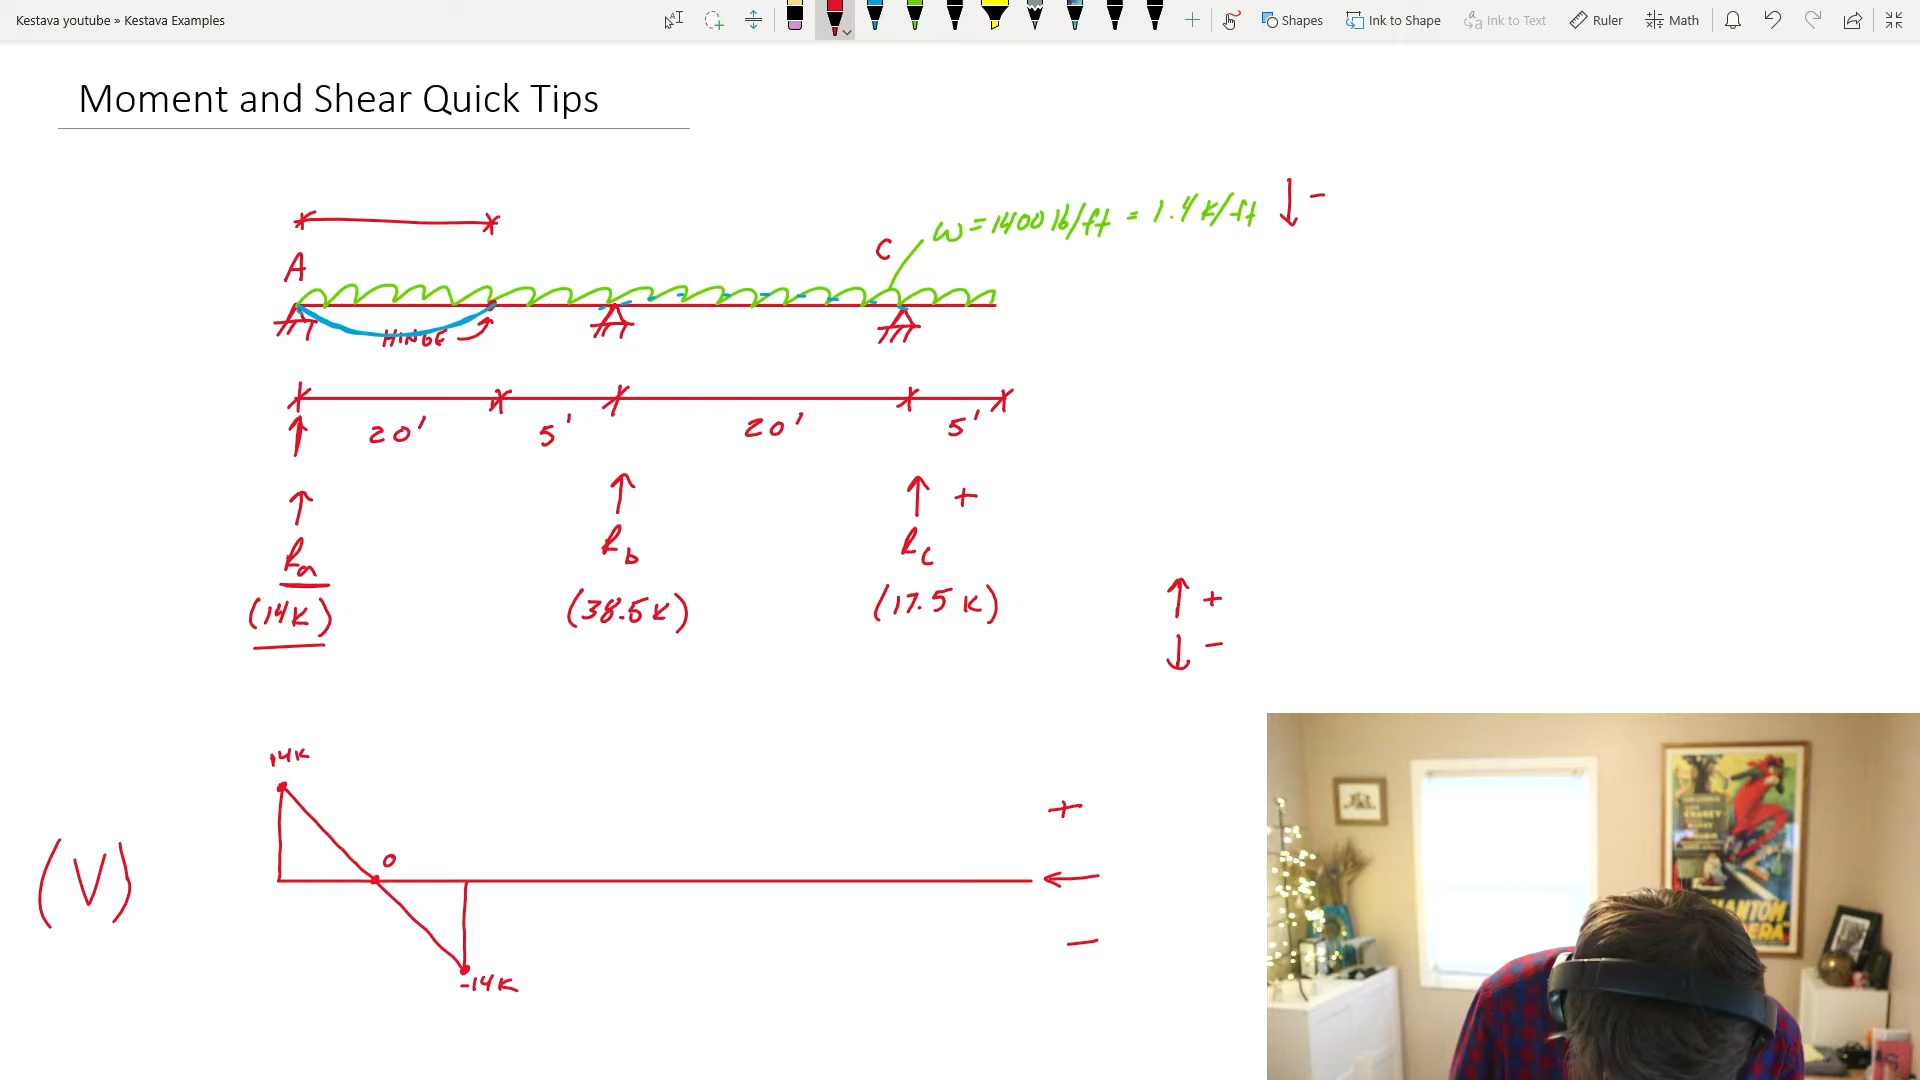 Kestava youtube » Kestava Examples
Shapes
Ink to Shape
Ink to Text
Ruler
Math
Moment and Shear Quick Tips
w = 1400 lb/ft = 1.4 k/ft ↓ -
A
C
HINGE
20' 5' 20' 5'
Ra Rb Rc +
(14K) (38.5K) (17.5K)
↑ +
↓ -
14K
+
0
(V)
-
-14K
PHANTOM
OPERA